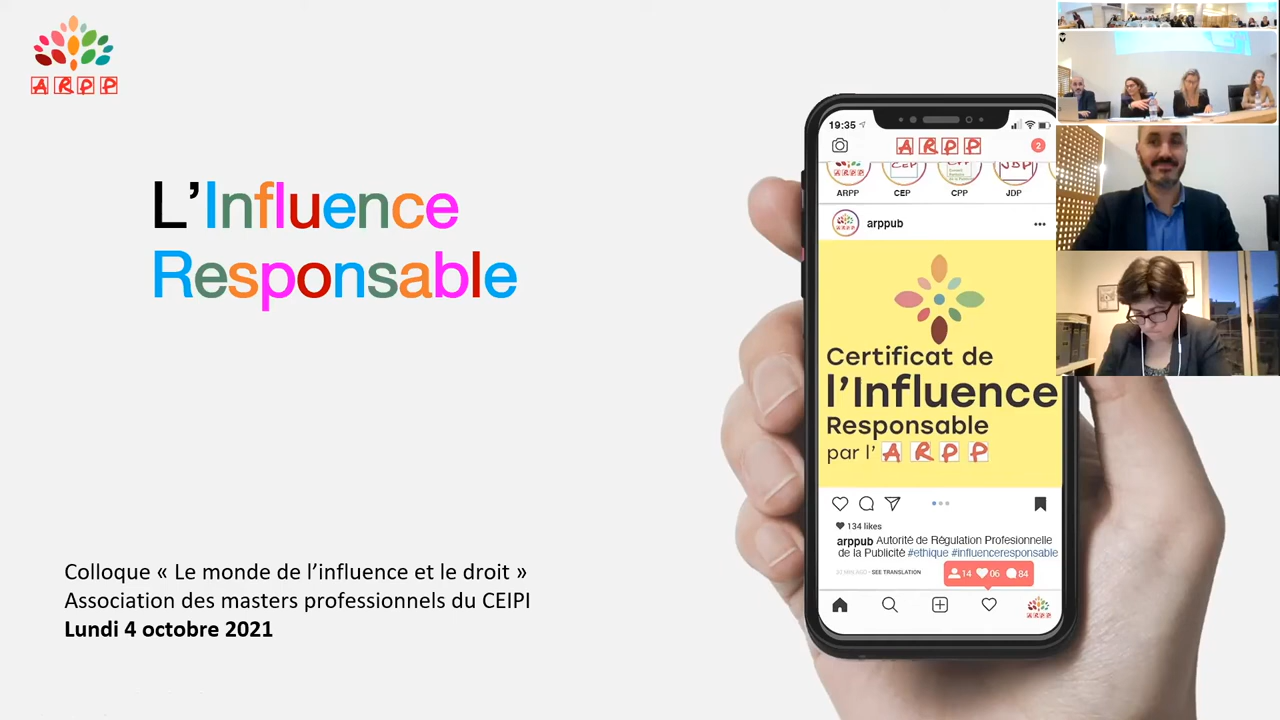 ARPP
L'Influence
Responsable
Colloque « Le monde de l'influence et le droit »
Association des masters professionnels du CEIPI
Lundi 4 octobre 2021
19:35
ARPP
2
ARPP CEP CPP JDP
arppub
Certificat de
l'Influence
Responsable
par l' ARPP
134 likes
arppub Autorité de Régulation Profesionnelle
de la Publicité #ethique #influenceresponsable
SEE TRANSLATION
14 06 84
ARPP